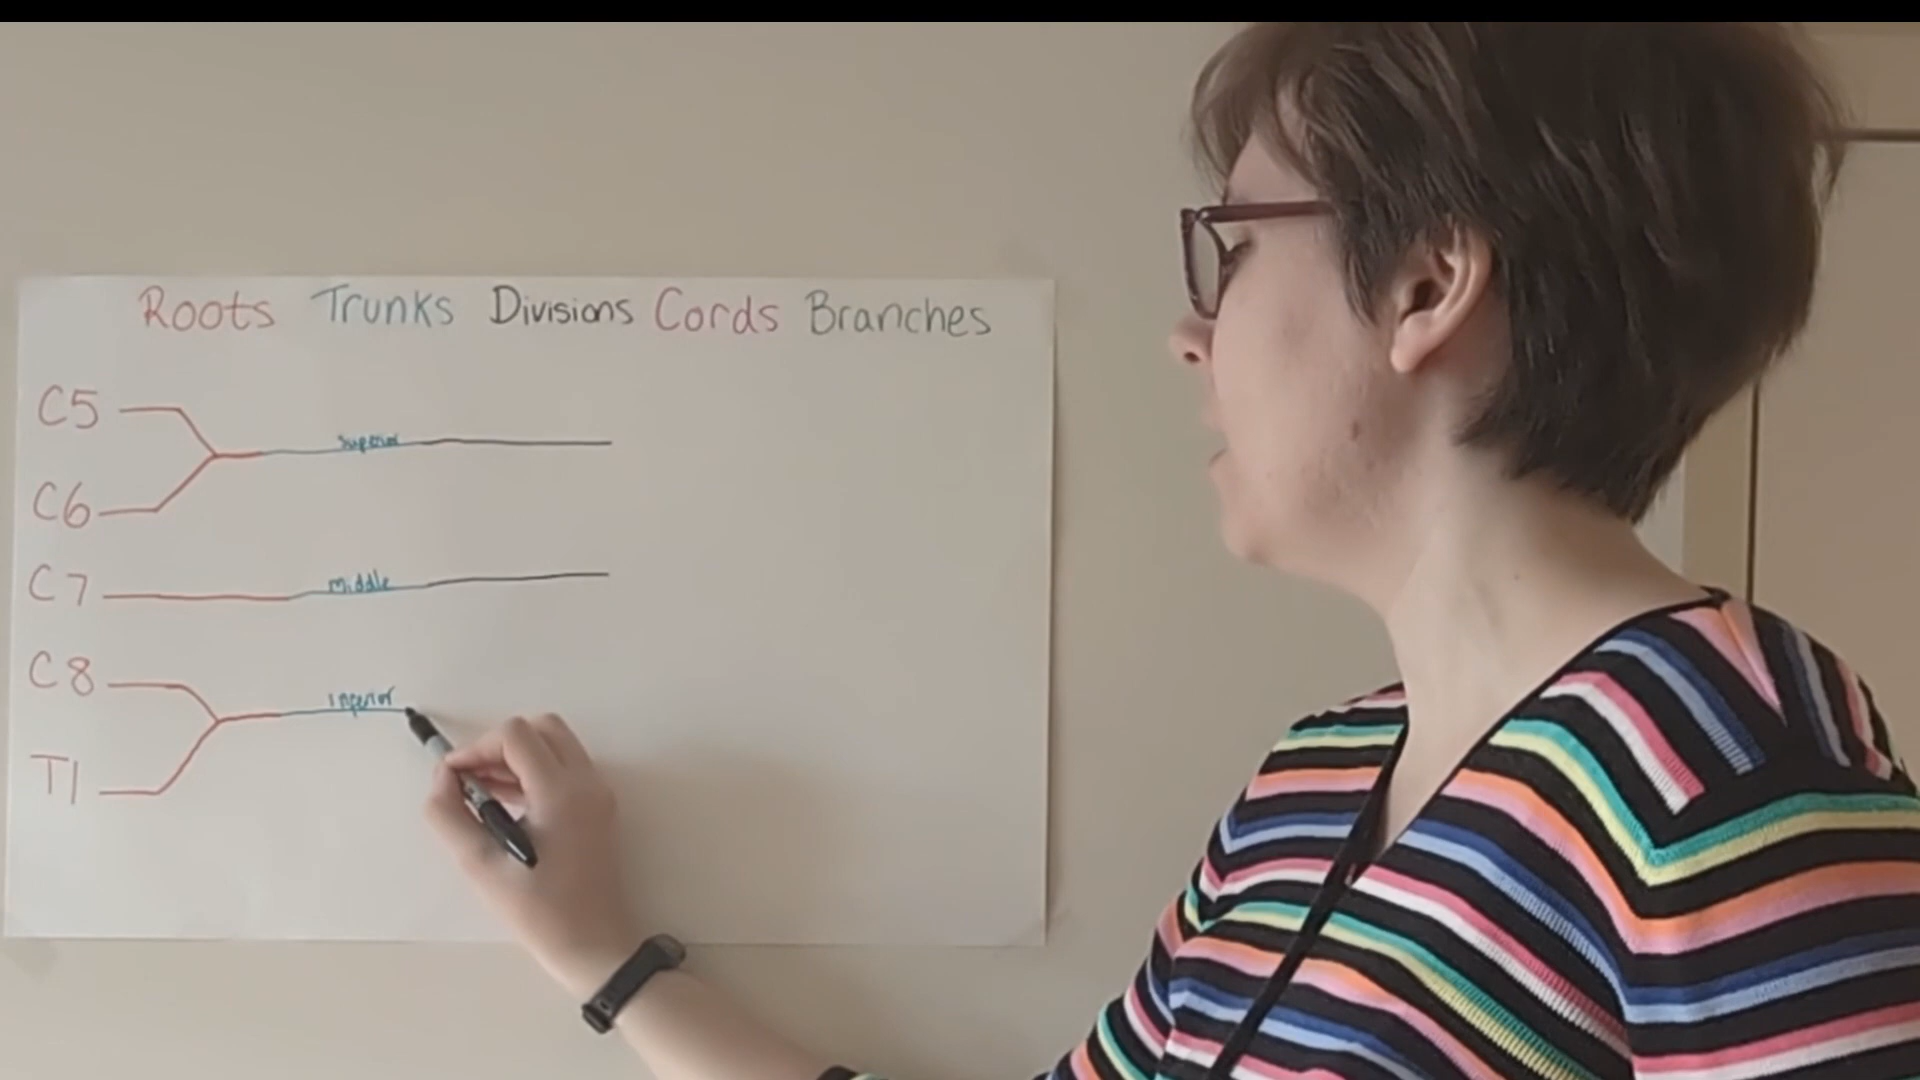 Roots Trunks Divisions Cords Branches
C5
superior
C6
C7
middle
C8
inferior
T1